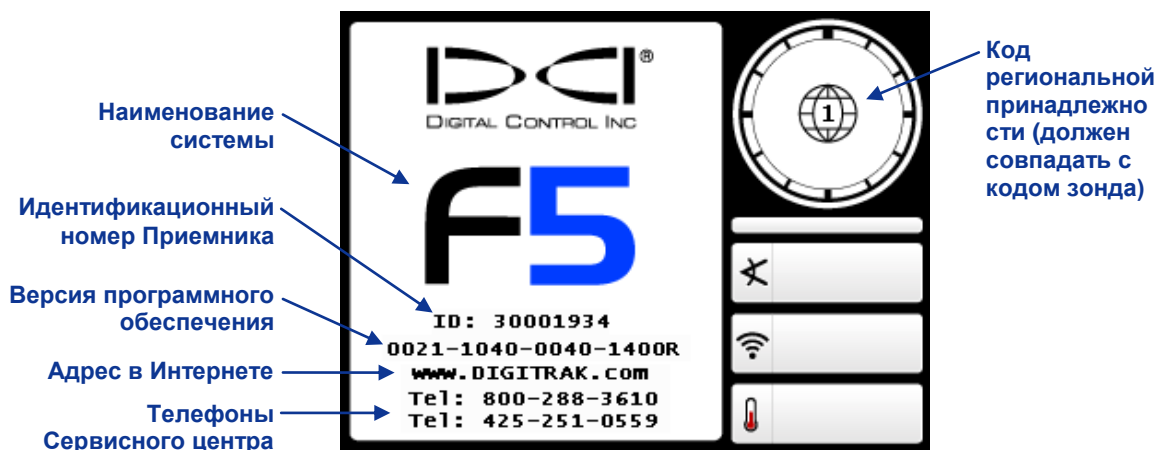 Наименование
системы
Идентификационный
номер Приемника
Версия программного
обеспечения
Адрес в Интернете
Телефоны
Сервисного центра
DCI®
DIGITAL CONTROL INC
F5
ID: 30001934
0021-1040-0040-1400R
www.DIGITRAK.com
Tel: 800-288-3610
Tel: 425-251-0559
1
Код
региональной
принадлежно
сти (должен
совпадать с
кодом зонда)